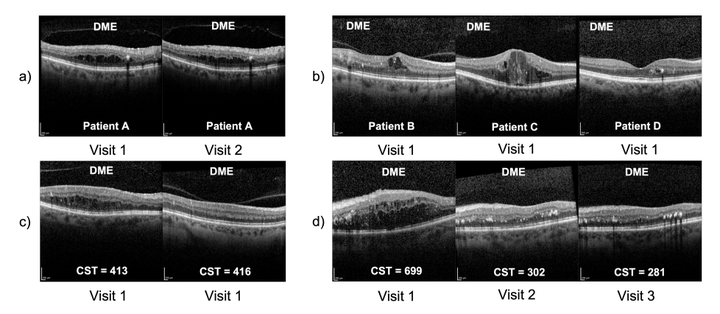 a)
DME
DME
Patient A
Patient A
Visit 1
Visit 2
b)
DME
DME
DME
Patient B
Patient C
Patient D
Visit 1
Visit 1
Visit 1
c)
DME
DME
CST = 413
CST = 416
Visit 1
Visit 1
d)
DME
DME
DME
CST = 699
CST = 302
CST = 281
Visit 1
Visit 2
Visit 3